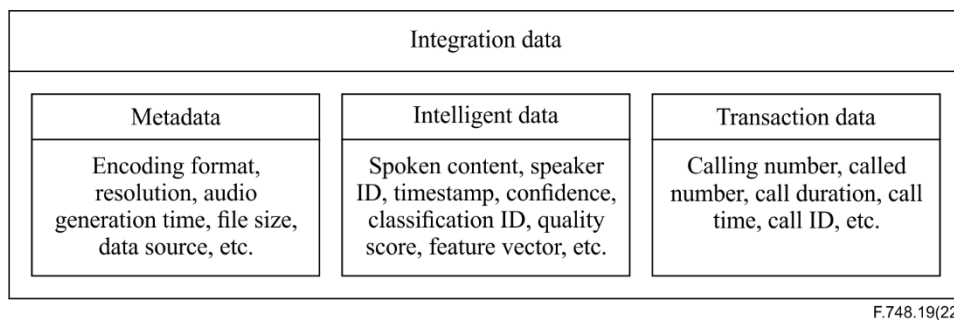 Integration data
Metadata
Encoding format,
resolution, audio
generation time, file size,
data source, etc.
Intelligent data
Spoken content, speaker
ID, timestamp, confidence,
classification ID, quality
score, feature vector, etc.
Transaction data
Calling number, called
number, call duration, call
time, call ID, etc.
F.748.19(22